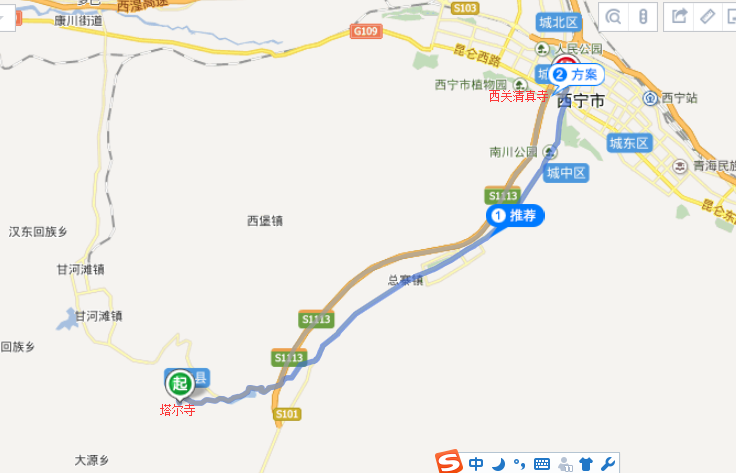 西湟高速
康川街道
S103
G109
城北区
人民公园
昆仑西路
2 方案
西宁市植物园
西关清真寺
西宁市
西宁站
城东区
南川公园
青海民族
城中区
S1113
昆仑东
1 推荐
西堡镇
汉东回族乡
甘河滩镇
总寨镇
甘河滩镇
S1113
回族乡
S1113
起
县
塔尔寺
S101
大源乡
中